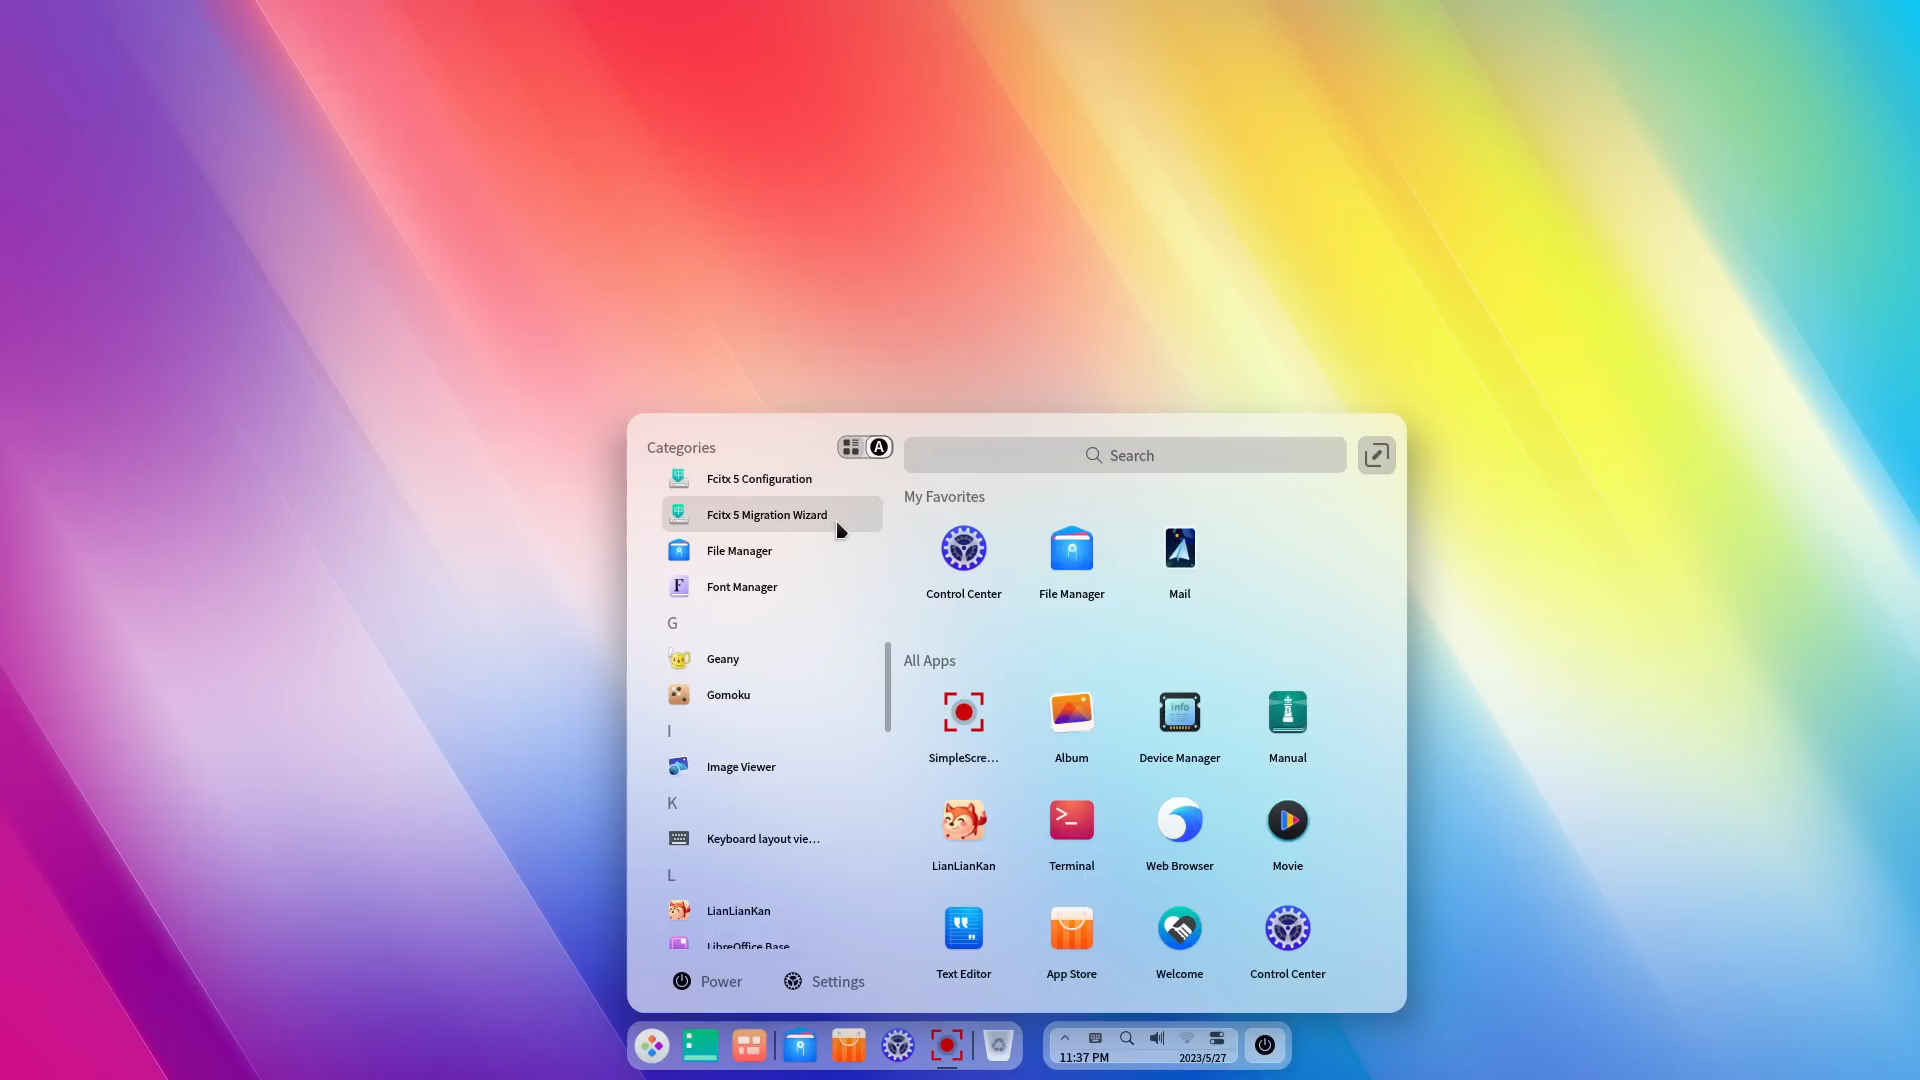 Categories
A
Search
Fcitx 5 Configuration
Fcitx 5 Migration Wizard
File Manager
F
Font Manager
G
Geany
Gomoku
I
Image Viewer
K
Keyboard layout vie...
L
LianLianKan
LibreOffice Base
Power
Settings
My Favorites
Control Center
File Manager
Mail
All Apps
info
SimpleScre...
Album
Device Manager
Manual
LianLianKan
Terminal
Web Browser
Movie
Text Editor
App Store
Welcome
Control Center
11:37 PM
2023/5/27